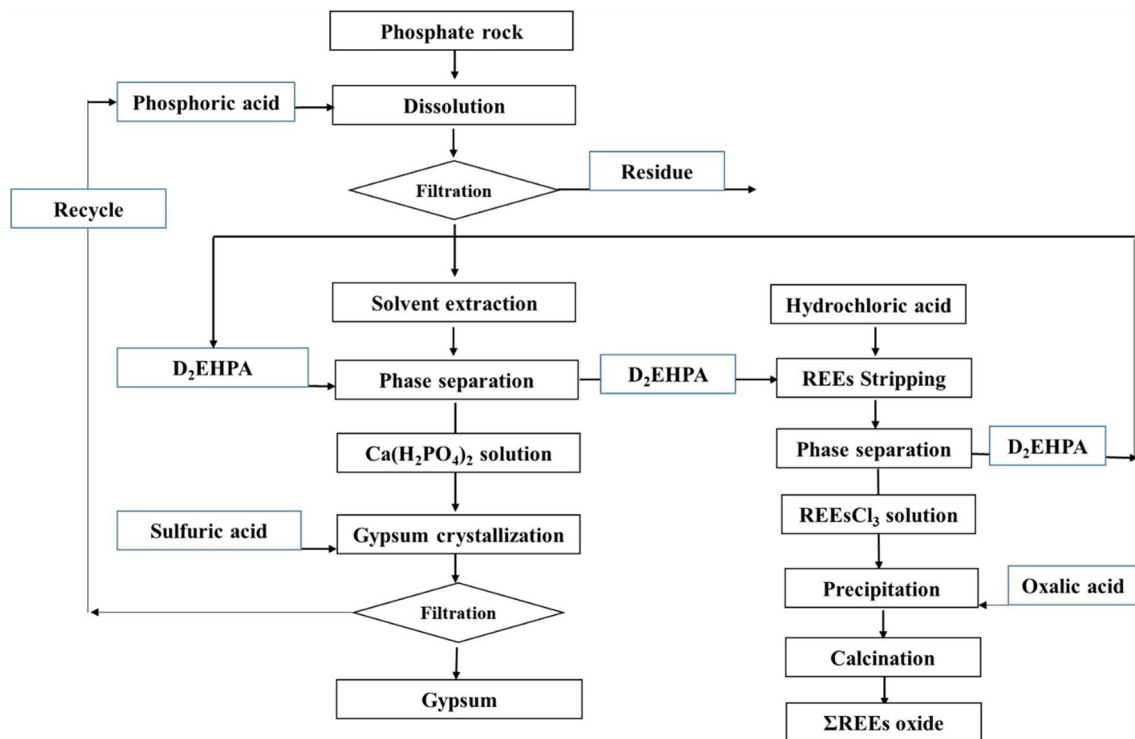 Phosphate rock
Phosphoric acid
Dissolution
Residue
Filtration
Recycle
Solvent extraction
Hydrochloric acid
D₂EHPA
Phase separation
D₂EHPA
REEs Stripping
Ca(H₂PO₄)₂ solution
Phase separation
D₂EHPA
REEsCl₃ solution
Sulfuric acid
Gypsum crystallization
Precipitation
Oxalic acid
Filtration
Calcination
Gypsum
ΣREEs oxide